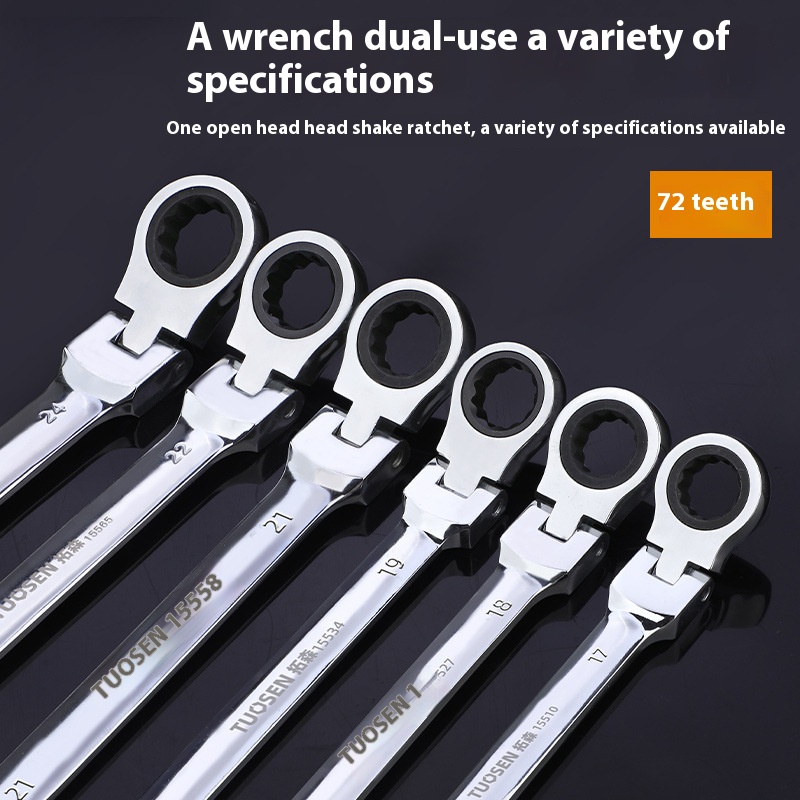 A wrench dual-use a variety of
specifications
One open head head shake ratchet, a variety of specifications available
72 teeth
24
22
TUOSEN 拓森 15565
21
TUOSEN 15558
21
19
TUOSEN 拓森 15534
18
TUOSEN 1 527
17
TUOSEN 拓森 15510